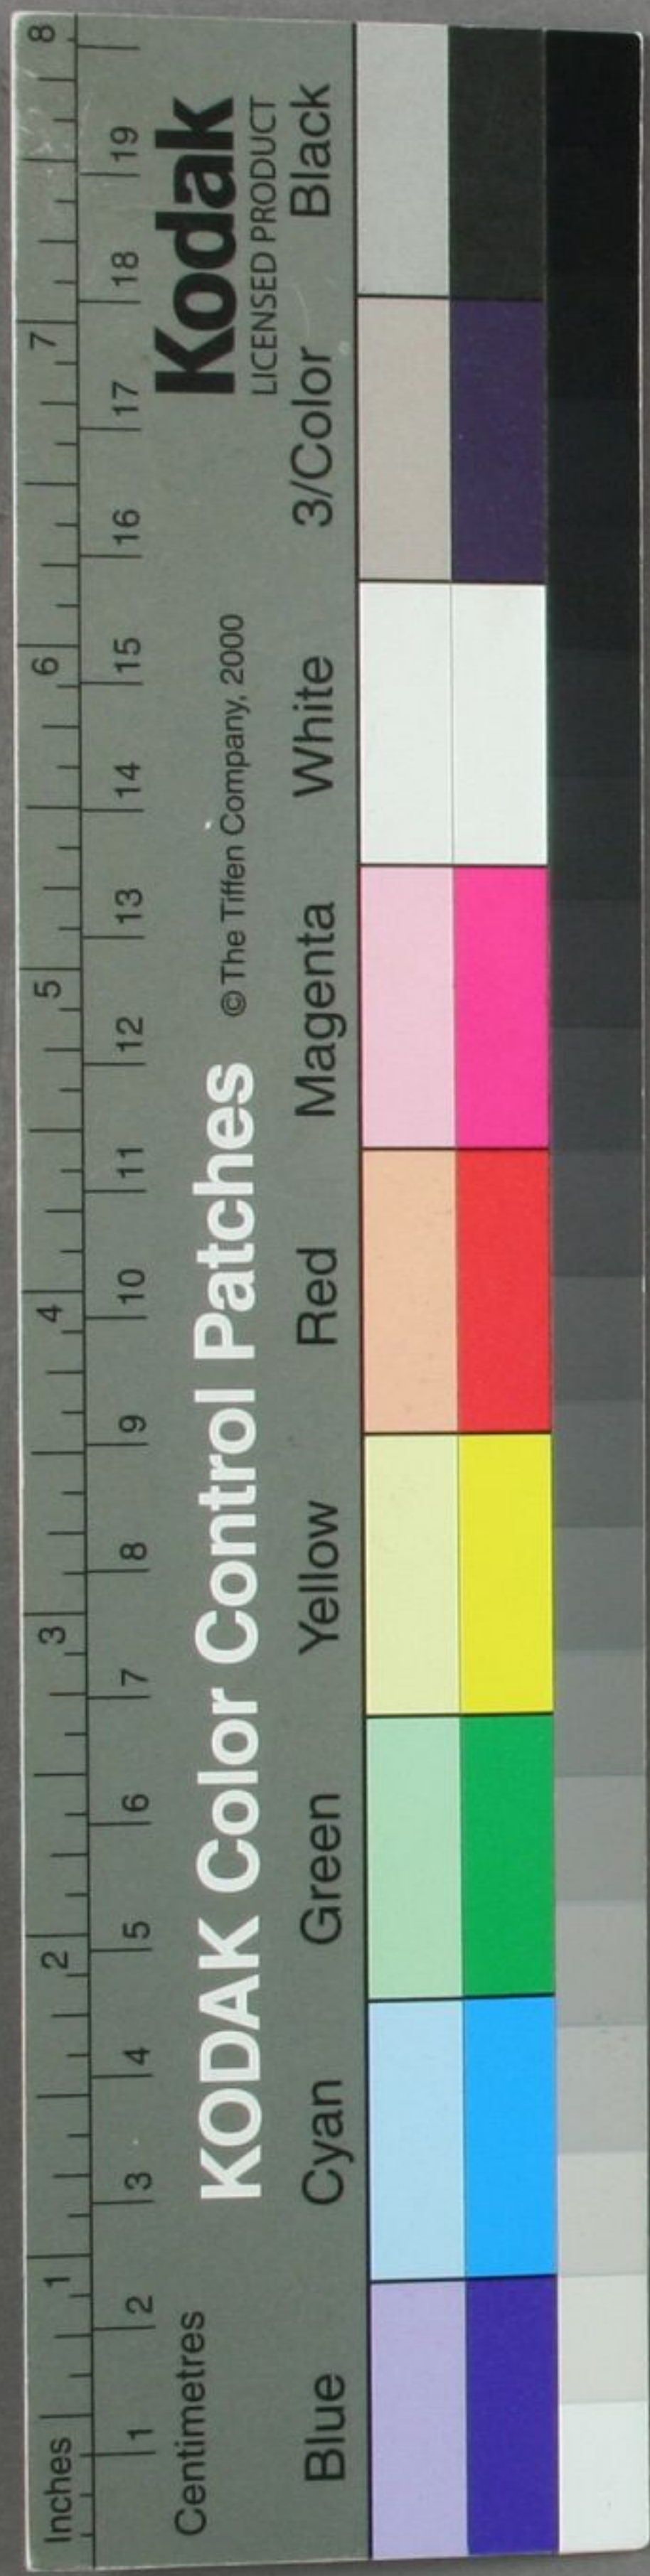 Inches 1 2 3 4 5 6 7 8
1 2 3 4 5 6 7 8 9 10 11 12 13 14 15 16 17 18 19
Centimetres
KODAK Color Control Patches © The Tiffen Company, 2000 Kodak
LICENSED PRODUCT
Blue Cyan Green Yellow Red Magenta White 3/Color Black